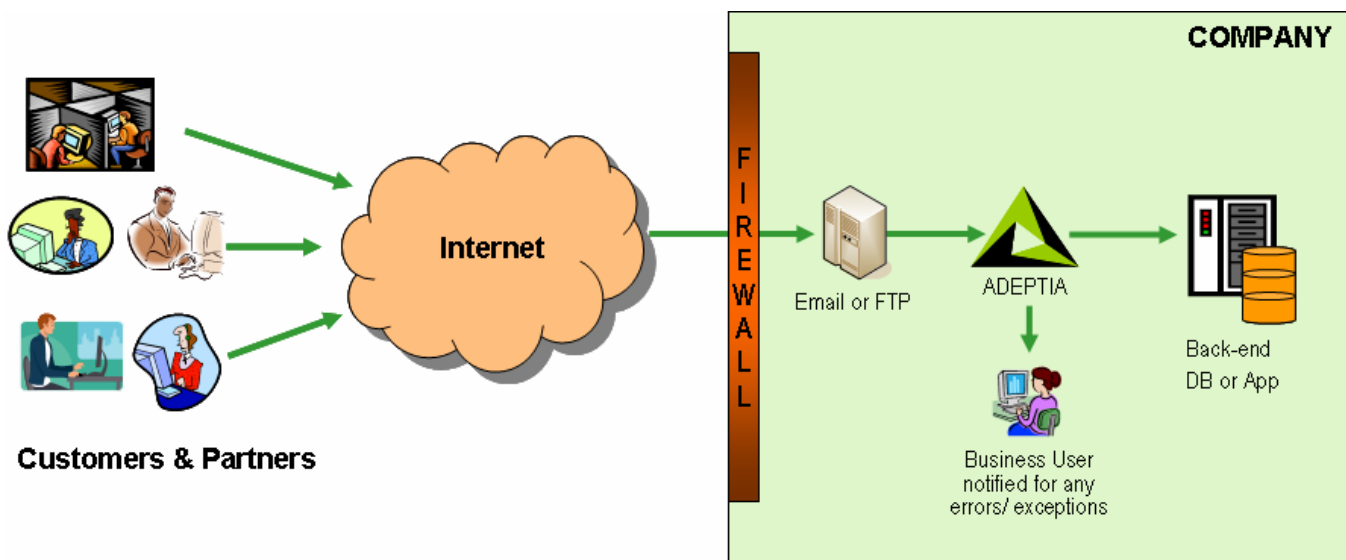 COMPANY
FIREWALL
Internet
Email or FTP
ADEPTIA
Back-end
DB or App
Customers & Partners
Business User
notified for any
errors/ exceptions